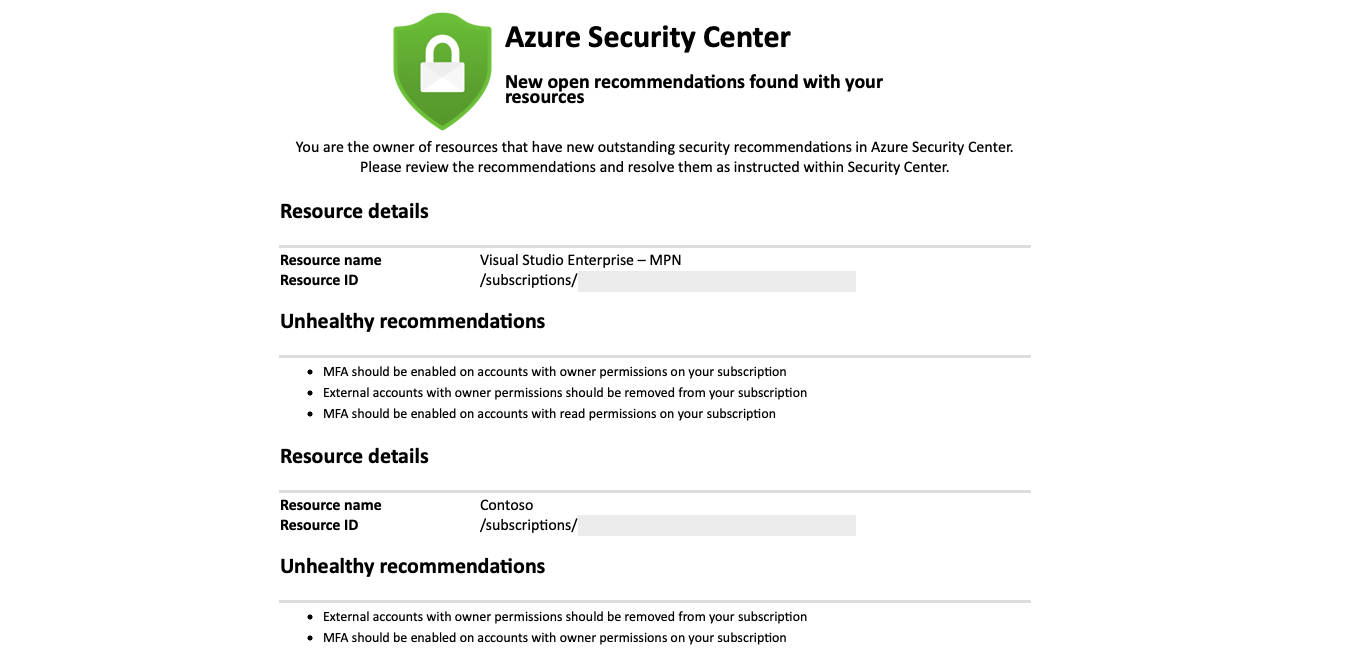 Azure Security Center
New open recommendations found with your
resources
You are the owner of resources that have new outstanding security recommendations in Azure Security Center.
Please review the recommendations and resolve them as instructed within Security Center.
Resource details
Resource name Visual Studio Enterprise – MPN
Resource ID /subscriptions/
Unhealthy recommendations
• MFA should be enabled on accounts with owner permissions on your subscription
• External accounts with owner permissions should be removed from your subscription
• MFA should be enabled on accounts with read permissions on your subscription
Resource details
Resource name Contoso
Resource ID /subscriptions/
Unhealthy recommendations
• External accounts with owner permissions should be removed from your subscription
• MFA should be enabled on accounts with owner permissions on your subscription